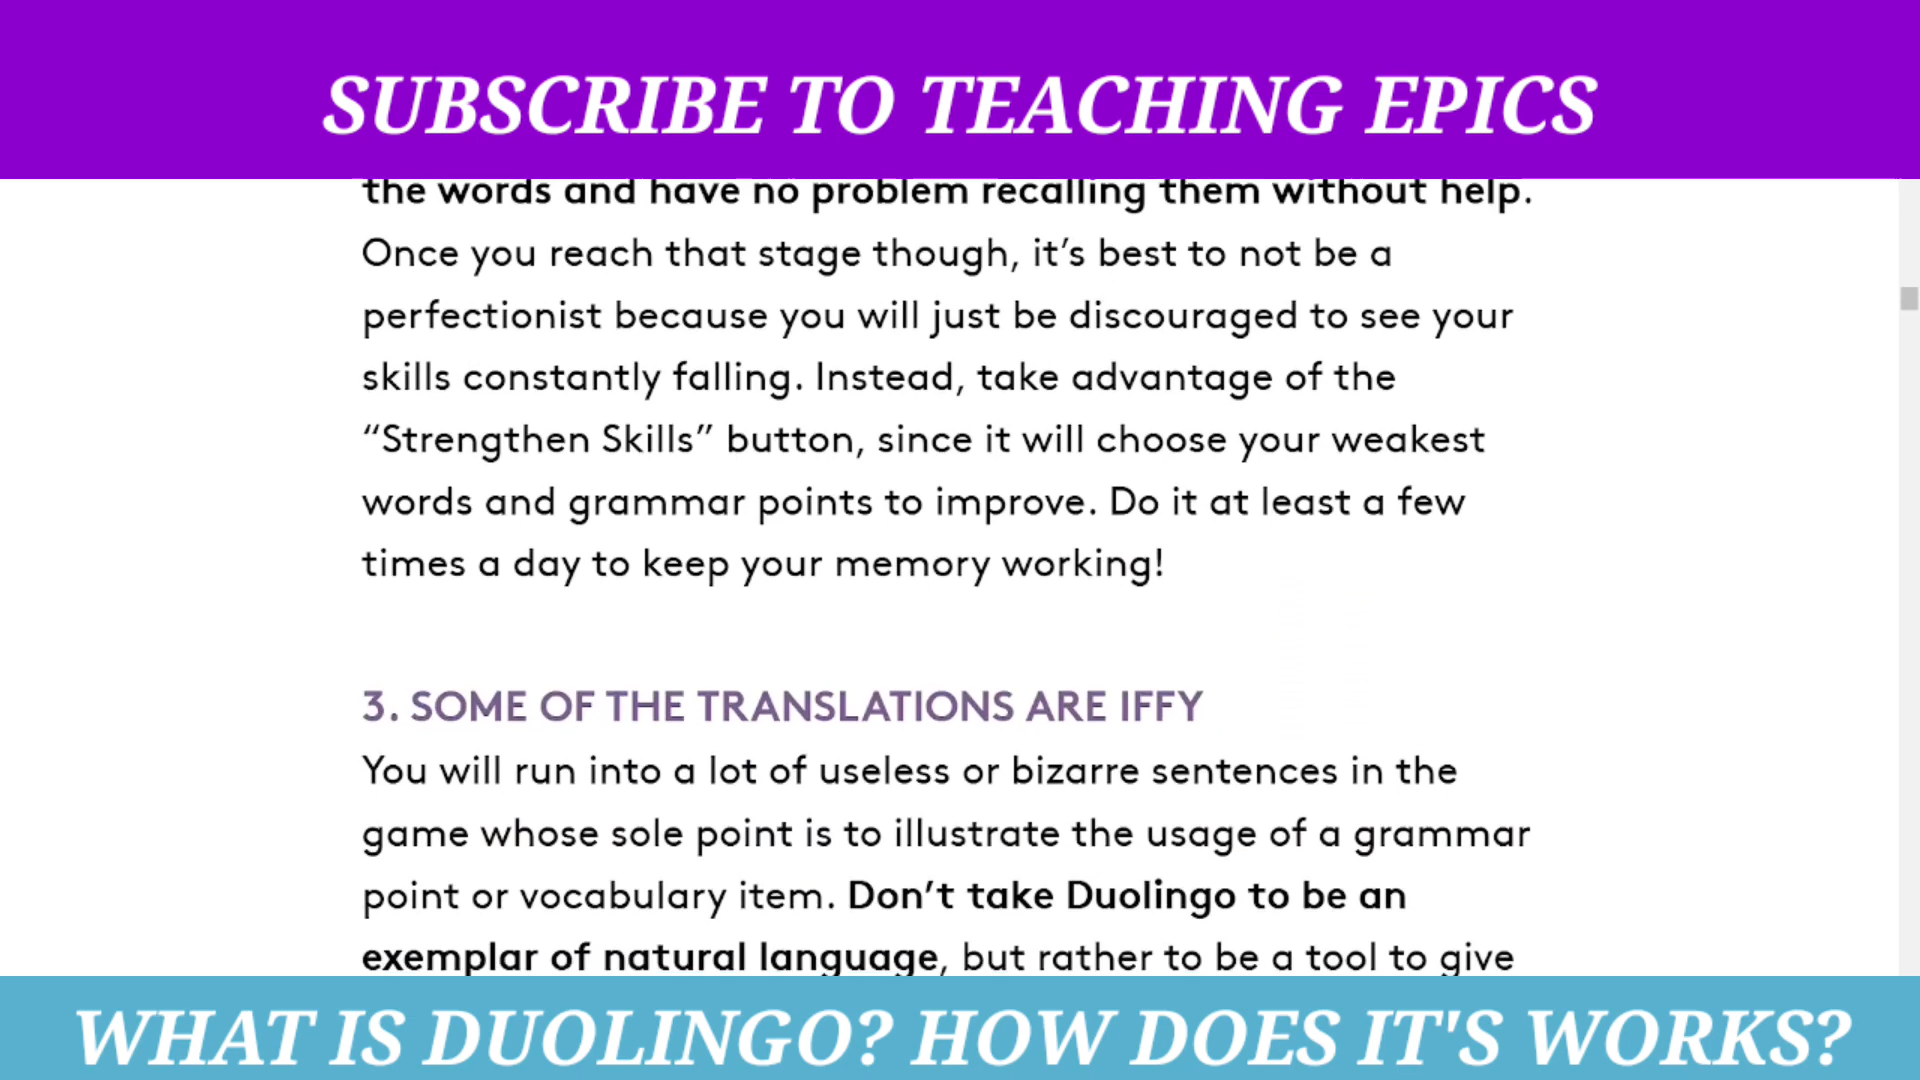 SUBSCRIBE TO TEACHING EPICS
the words and have no problem recalling them without help.
Once you reach that stage though, it’s best to not be a
perfectionist because you will just be discouraged to see your
skills constantly falling. Instead, take advantage of the
“Strengthen Skills” button, since it will choose your weakest
words and grammar points to improve. Do it at least a few
times a day to keep your memory working!
3. SOME OF THE TRANSLATIONS ARE IFFY
You will run into a lot of useless or bizarre sentences in the
game whose sole point is to illustrate the usage of a grammar
point or vocabulary item. Don’t take Duolingo to be an
exemplar of natural language, but rather to be a tool to give
WHAT IS DUOLINGO? HOW DOES IT'S WORKS?